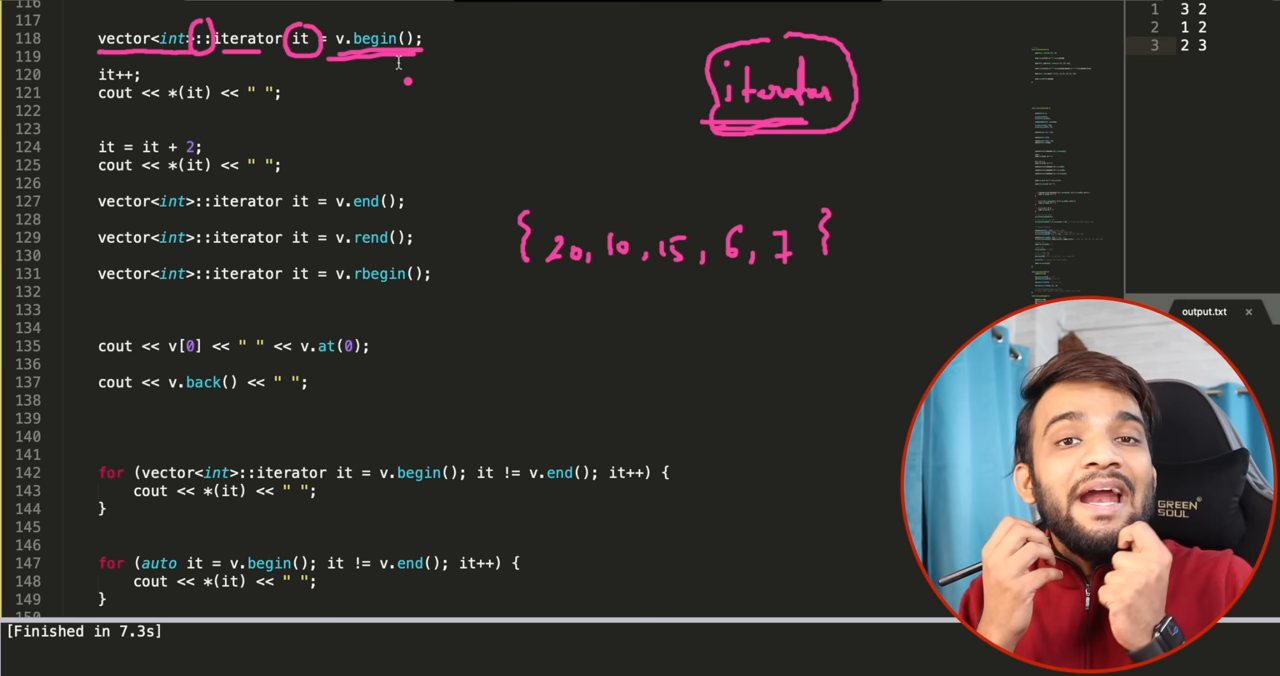 116
117
118 vector<int>::iterator it = v.begin();
119
120 it++;
121 cout << *(it) << " ";
122
123
124 it = it + 2;
125 cout << *(it) << " ";
126
127 vector<int>::iterator it = v.end();
128
129 vector<int>::iterator it = v.rend();
130
131 vector<int>::iterator it = v.rbegin();
132
133
134
135 cout << v[0] << " " << v.at(0);
136
137 cout << v.back() << " ";
138
139
140
141
142 for (vector<int>::iterator it = v.begin(); it != v.end(); it++) {
143 cout << *(it) << " ";
144 }
145
146
147 for (auto it = v.begin(); it != v.end(); it++) {
148 cout << *(it) << " ";
149 }
150
[Finished in 7.3s]
iterator
{ 20, 10, 15, 6, 7 }
1 3 2
2 1 2
3 2 3
output.txt ×
GREEN
SOUL